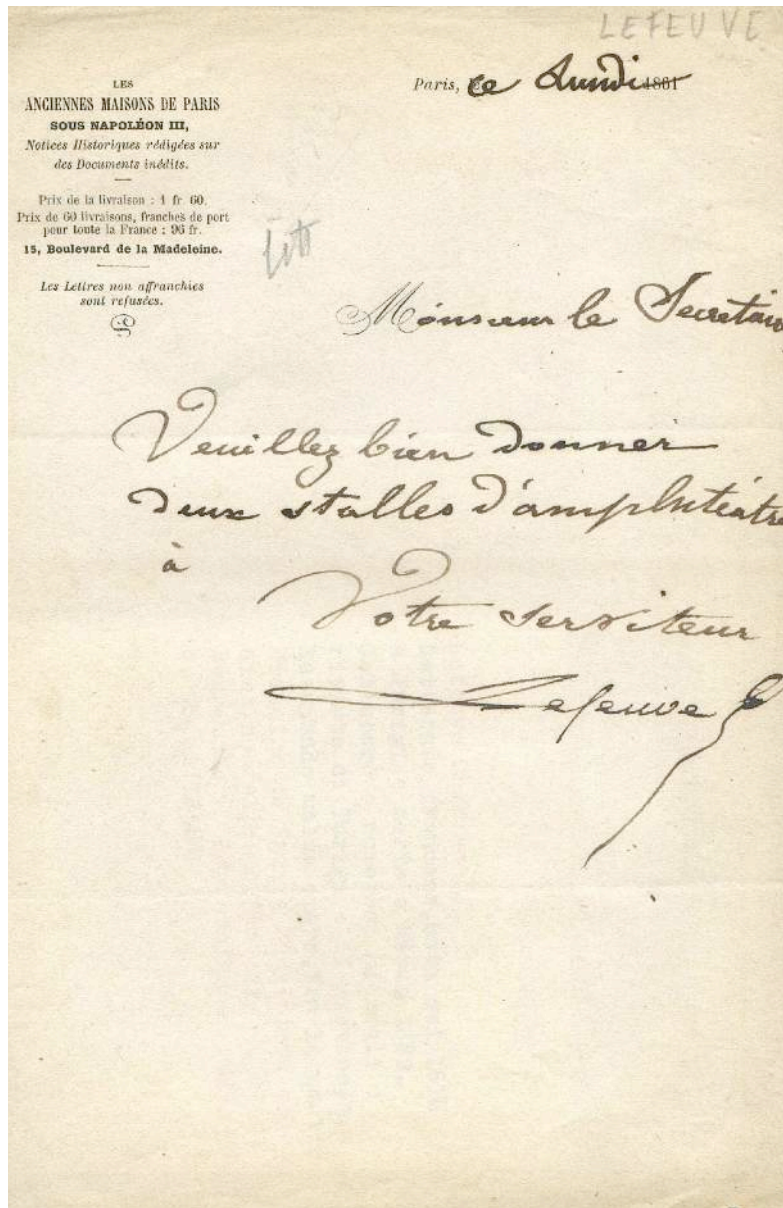 LEFEUVE
LES
ANCIENNES MAISONS DE PARIS
SOUS NAPOLÉON III,
Notices Historiques rédigées sur
des Documents inédits.
Prix de la livraison : 1 fr. 60.
Prix de 60 livraisons, franches de port
pour toute la France : 96 fr.
15, Boulevard de la Madeleine.
Les Lettres non affranchies
sont refusées.
Paris, ce Lundi 1861
Monsieur le Secrétaire
Veuillez bien donner
deux stalles d'amphitéâtre
à
Votre serviteur
Lefeuve